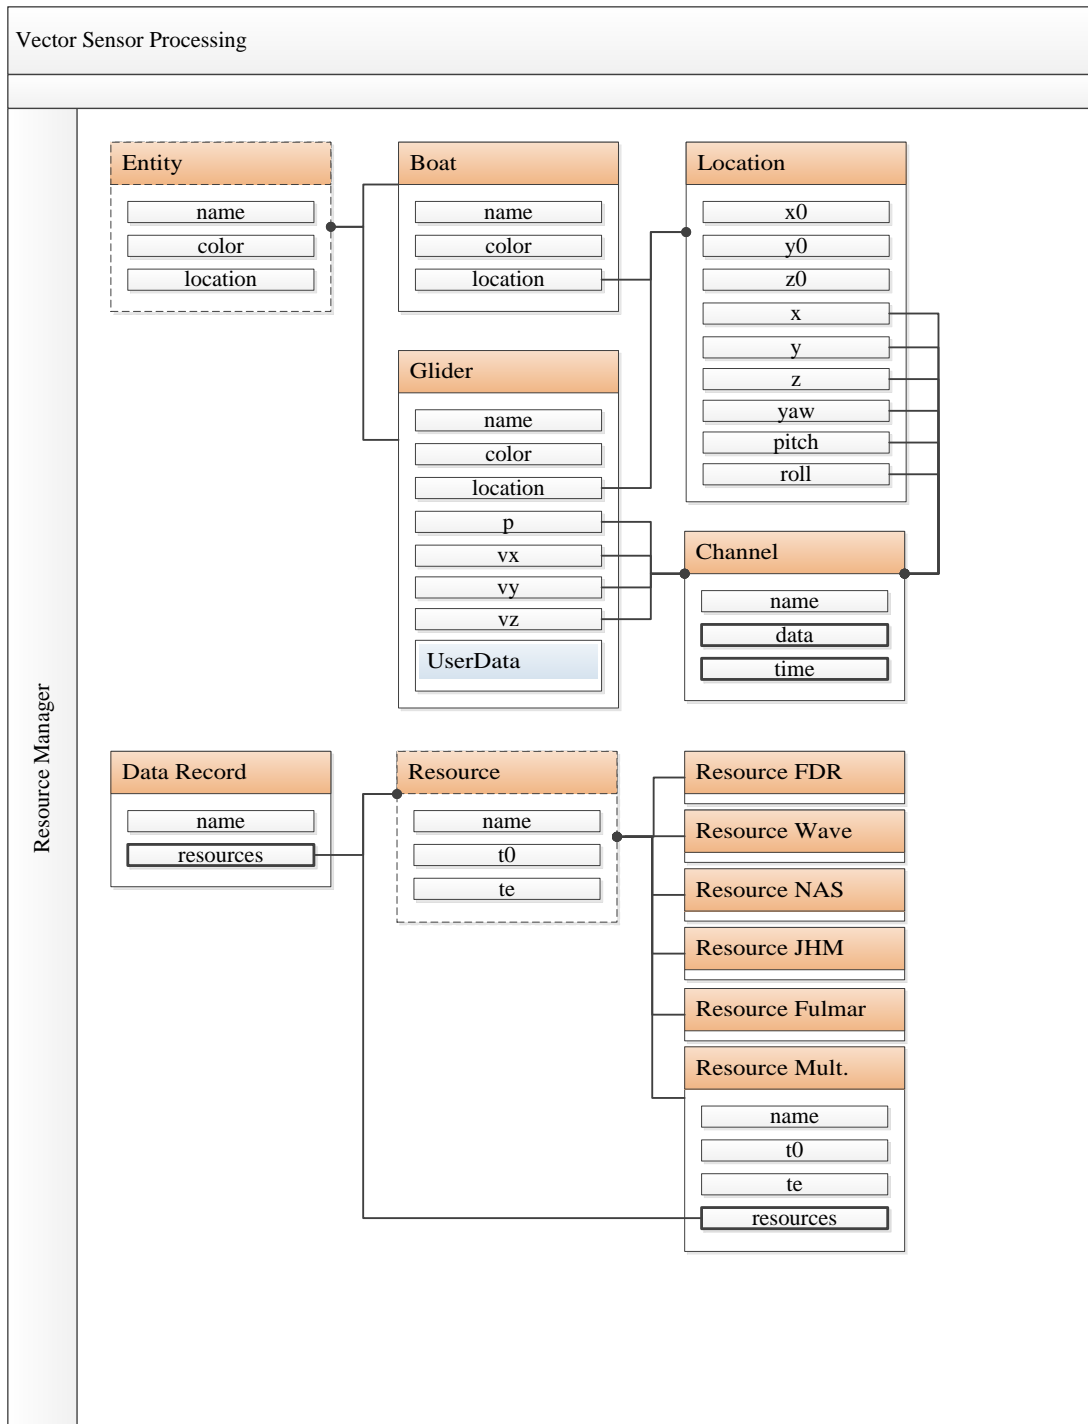 Vector Sensor Processing
Resource Manager
Entity
name
color
location
Boat
name
color
location
Location
x0
y0
z0
x
y
z
yaw
pitch
roll
Glider
name
color
location
p
vx
vy
vz
UserData
Channel
name
data
time
Data Record
name
resources
Resource
name
t0
te
Resource FDR
Resource Wave
Resource NAS
Resource JHM
Resource Fulmar
Resource Mult.
name
t0
te
resources